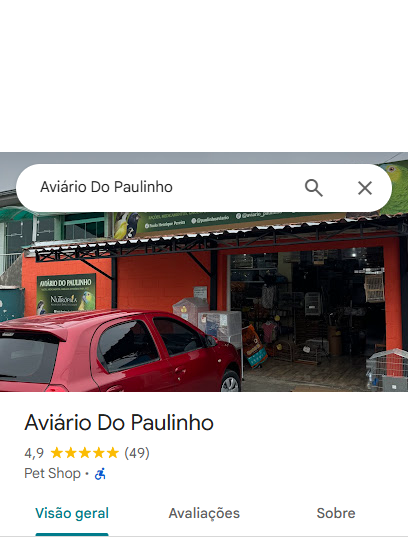 Aviário Do Paulinho
AVIÁRIO DO PAULINHO
NUTRÓPICA
Aviário Do Paulinho
4,9 (49)
Pet Shop ·
Visão geral Avaliações Sobre